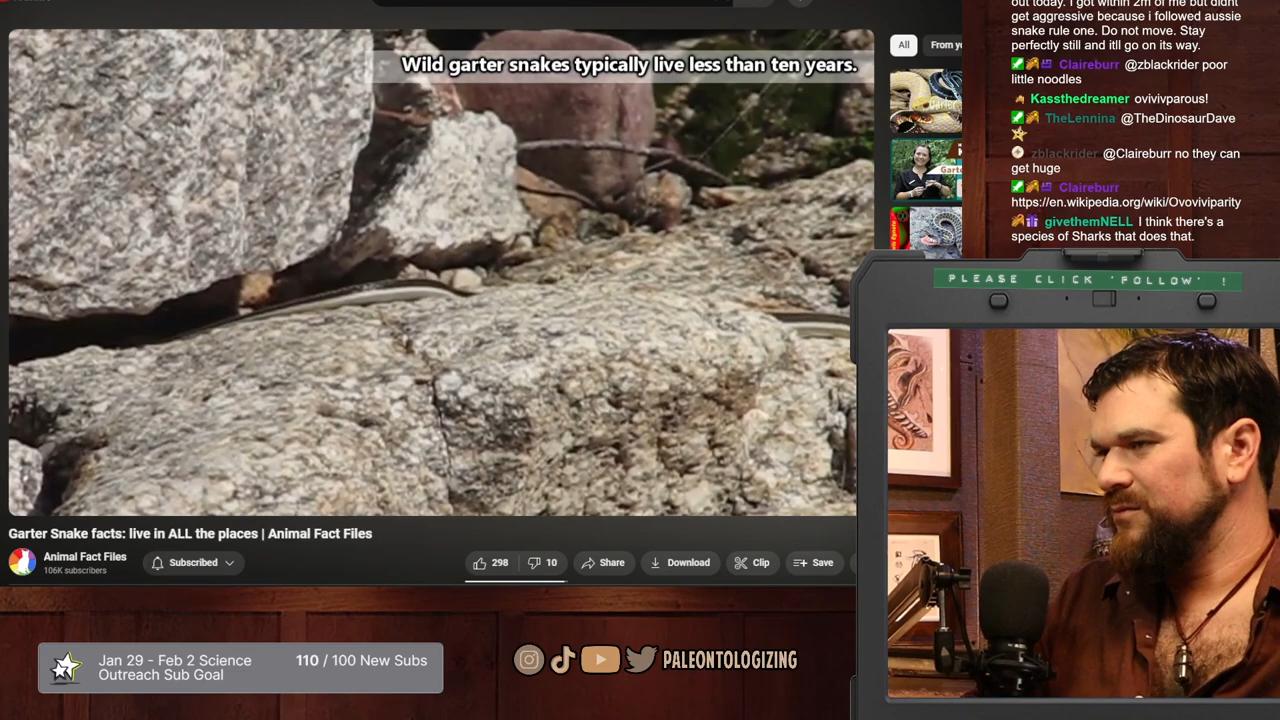 Wild garter snakes typically live less than ten years.
All
Garter Snake facts: live in ALL the places | Animal Fact Files
Animal Fact Files
106K subscribers
Subscribed
298
10
Share
Download
Clip
Save
Jan 29 - Feb 2 Science
Outreach Sub Goal
110 / 100 New Subs
PALEONTOLOGIZING
out today. I got within 2m of me but didnt
get aggressive because i followed aussie
snake rule one. Do not move. Stay
perfectly still and itll go on its way.
Claireburr @zblackrider poor
little noodles
Kassthedreamer ovivivparous!
TheLennina @TheDinosaurDave
zblackrider @Claireburr no they can
get huge
Claireburr
https://en.wikipedia.org/wiki/Ovoviviparity
givethemNELL I think there's a
species of Sharks that does that.
PLEASE CLICK 'FOLLOW' !